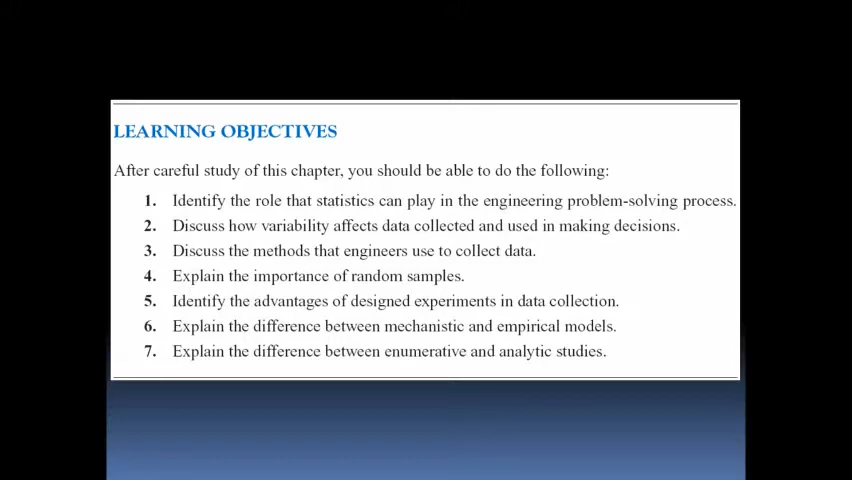 LEARNING OBJECTIVES
After careful study of this chapter, you should be able to do the following:
1. Identify the role that statistics can play in the engineering problem-solving process.
2. Discuss how variability affects data collected and used in making decisions.
3. Discuss the methods that engineers use to collect data.
4. Explain the importance of random samples.
5. Identify the advantages of designed experiments in data collection.
6. Explain the difference between mechanistic and empirical models.
7. Explain the difference between enumerative and analytic studies.